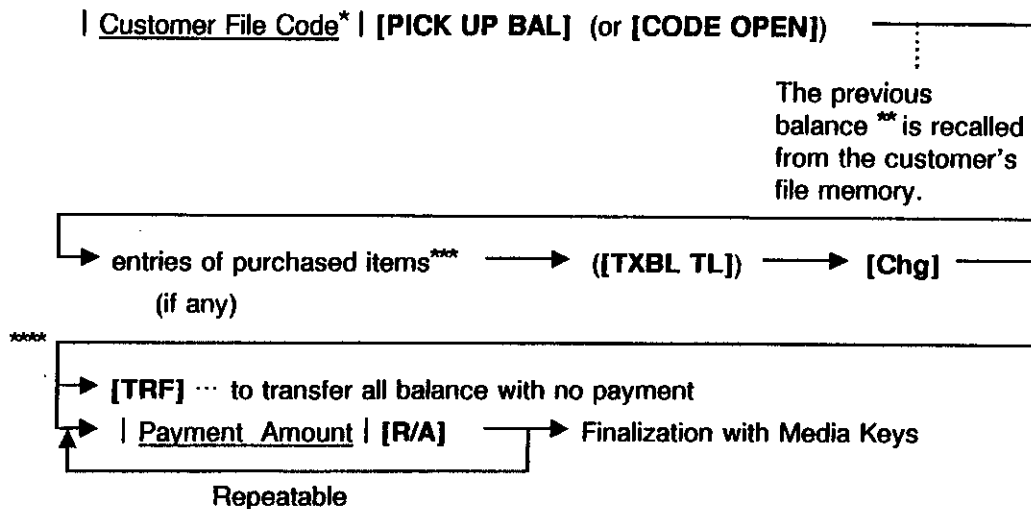 | Customer File Code* | [PICK UP BAL] (or [CODE OPEN])
The previous
balance ** is recalled
from the customer's
file memory.
entries of purchased items*** ([TXBL TL]) [Chg]
(if any)
****
[TRF] ··· to transfer all balance with no payment
| Payment Amount | [R/A] Finalization with Media Keys
Repeatable